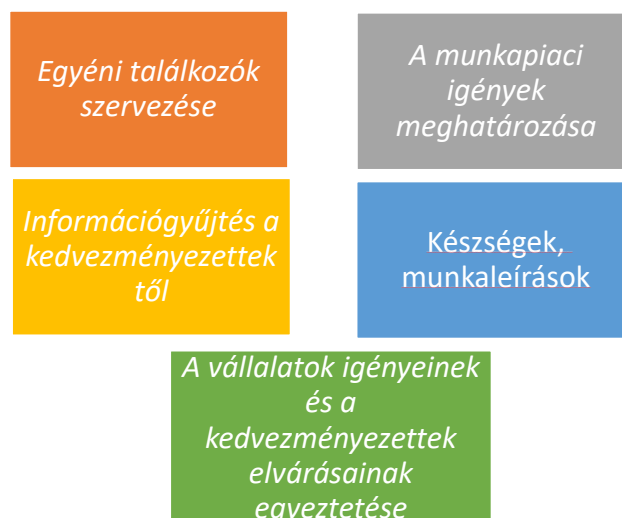 Egyéni találkozók
szervezése
A munkapiaci
igények
meghatározása
Információgyűjtés a
kedvezményezettek
től
Készségek,
munkaleírások
A vállalatok igényeinek
és a
kedvezményezettek
elvárásainak
egyeztetése